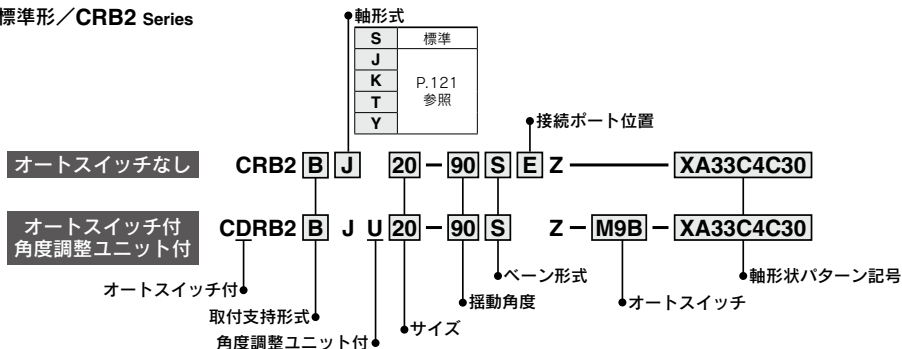 標準形／CRB2 Series
軸形式
S 標準
J
K
T
Y
P.121
参照
接続ポート位置
オートスイッチなし CRB2 B J 20－90 S E Z XA33C4C30
オートスイッチ付
角度調整ユニット付
CDRB2 B J U 20－90 S Z－M9B－XA33C4C30
オートスイッチ付
取付支持形式
角度調整ユニット付
サイズ
揺動角度
ベーン形式
オートスイッチ
軸形状パターン記号